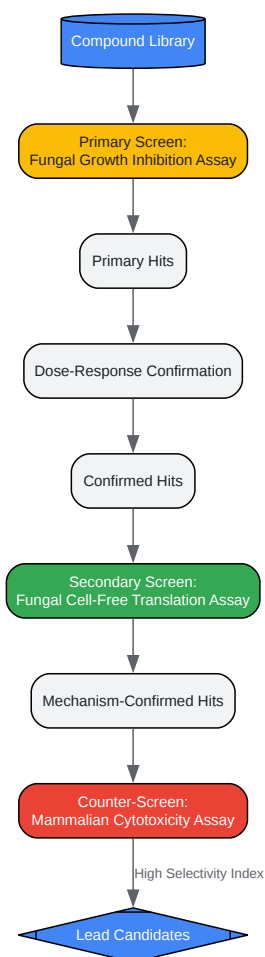 Compound Library
Primary Screen:
Fungal Growth Inhibition Assay
Primary Hits
Dose-Response Confirmation
Confirmed Hits
Secondary Screen:
Fungal Cell-Free Translation Assay
Mechanism-Confirmed Hits
Counter-Screen:
Mammalian Cytotoxicity Assay
High Selectivity Index
Lead Candidates